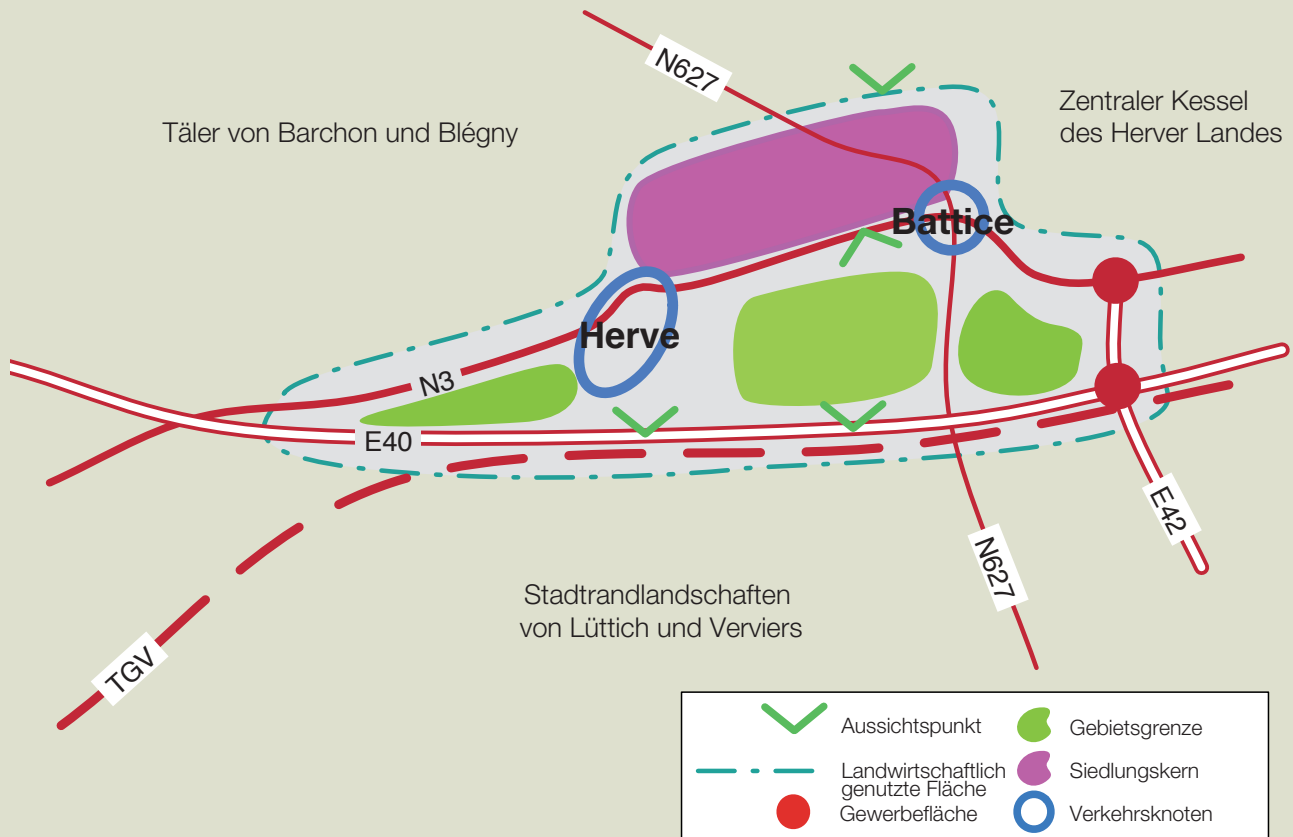 N627
Zentraler Kessel
des Herver Landes
Täler von Barchon und Blégny
Battice
Herve
N3
E40
E42
N627
Stadtrandlandschaften
von Lüttich und Verviers
TGV
Aussichtspunkt
Gebietsgrenze
Landwirtschaftlich
genutzte Fläche
Siedlungskern
Gewerbefläche
Verkehrsknoten